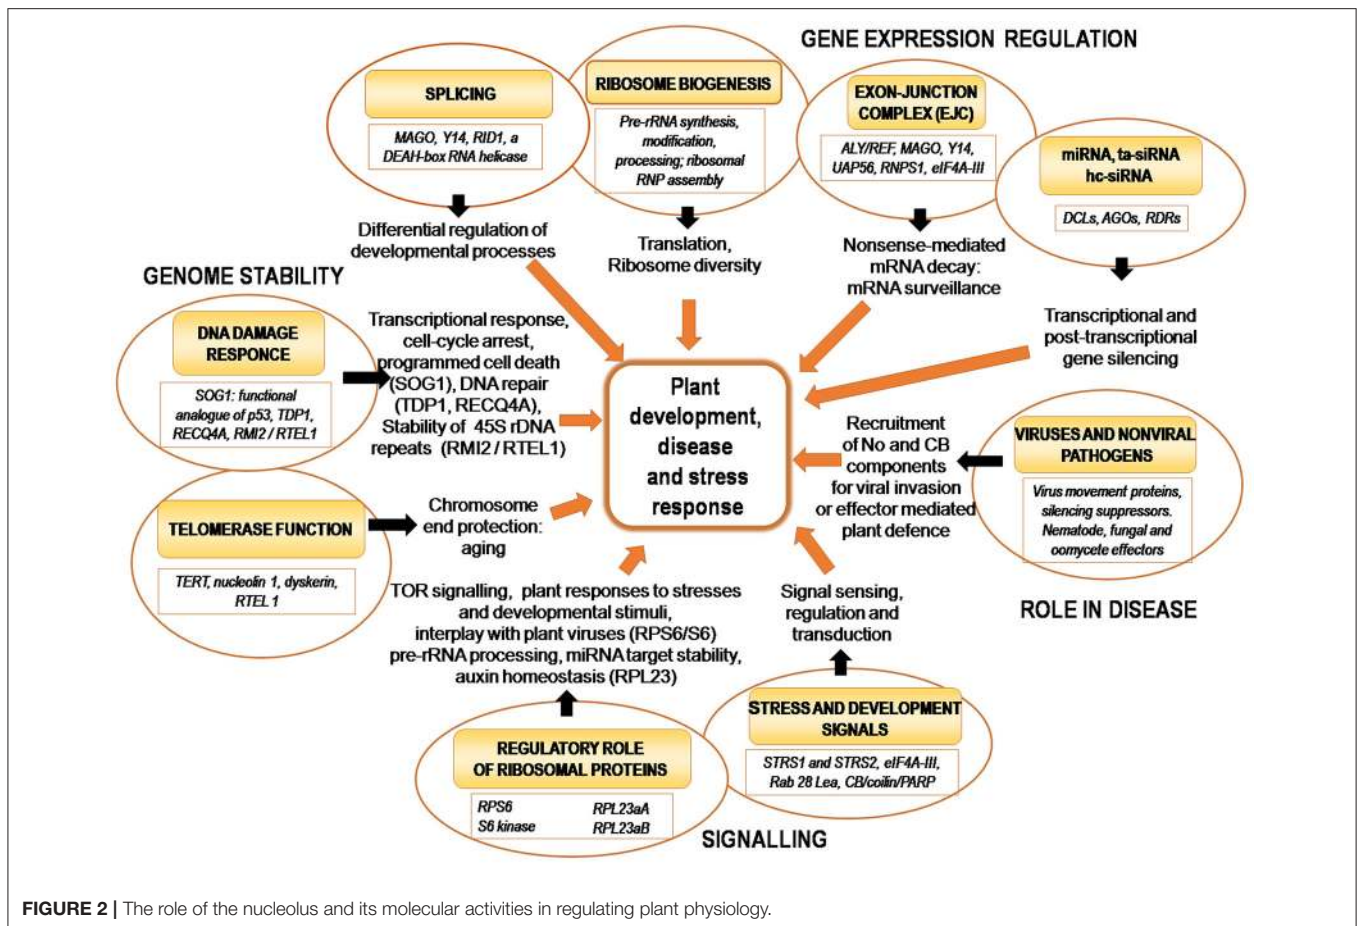 GENE EXPRESSION REGULATION
SPLICING
MAGO, Y14, RID1, a
DEAH-box RNA helicase
Differential regulation of
developmental processes
RIBOSOME BIOGENESIS
Pre-rRNA synthesis,
modification,
processing; ribosomal
RNP assembly
Translation,
Ribosome diversity
EXON-JUNCTION
COMPLEX (EJC)
ALY/REF, MAGO, Y14,
UAP56, RNPS1, eIF4A-III
Nonsense-mediated
mRNA decay:
mRNA surveillance
miRNA, ta-siRNA
hc-siRNA
DCLs, AGOs, RDRs
Transcriptional and
post-transcriptional
gene silencing
GENOME STABILITY
DNA DAMAGE
RESPONCE
SOG1: functional
analogue of p53, TDP1,
RECQ4A, RMI2 / RTEL1
Transcriptional response,
cell-cycle arrest,
programmed cell death
(SOG1), DNA repair
(TDP1, RECQ4A),
Stability of 45S rDNA
repeats (RMI2 / RTEL1)
TELOMERASE FUNCTION
TERT, nucleolin 1, dyskerin,
RTEL 1
Chromosome
end protection:
aging
Plant
development,
disease
and stress
response
Recruitment
of No and CB
components
for viral invasion
or effector mediated
plant defence
VIRUSES AND NONVIRAL
PATHOGENS
Virus movement proteins,
silencing suppressors.
Nematode, fungal and
oomycete effectors
ROLE IN DISEASE
TOR signalling, plant responses to stresses
and developmental stimuli,
interplay with plant viruses (RPS6/S6)
pre-rRNA processing, miRNA target stability,
auxin homeostasis (RPL23)
REGULATORY ROLE
OF RIBOSOMAL PROTEINS
RPS6 RPL23aA
S6 kinase RPL23aB
Signal sensing,
regulation and
transduction
STRESS AND DEVELOPMENT
SIGNALS
STRS1 and STRS2, eIF4A-III,
Rab 28 Lea, CB/coilin/PARP
SIGNALLING
FIGURE 2 | The role of the nucleolus and its molecular activities in regulating plant physiology.